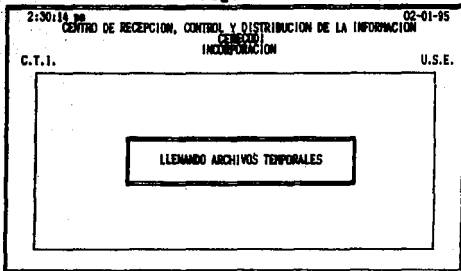 2:30:14 pm 02-01-95
CENTRO DE RECEPCION, CONTROL Y DISTRIBUCION DE LA INFORMACION
CERECODI
INCORPORACION
C.T.I. U.S.E.
LLENANDO ARCHIVOS TEMPORALES